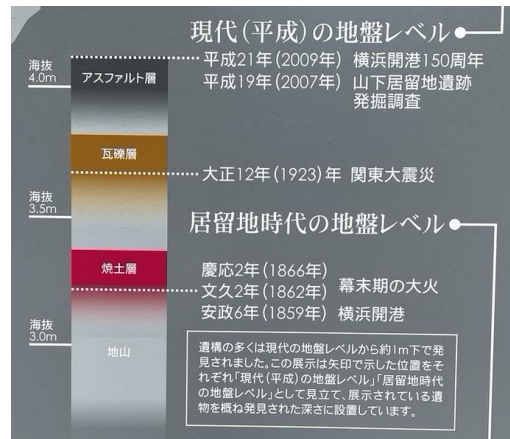 現代(平成)の地盤レベル
平成21年(2009年) 横浜開港150周年
海抜
4.0m
アスファルト層
平成19年(2007年) 山下居留地遺跡
発掘調査
瓦礫層
大正12年(1923)年 関東大震災
海抜
3.5m
居留地時代の地盤レベル
焼土層
慶応2年(1866年)
文久2年(1862年) 幕末期の大火
安政6年(1859年) 横浜開港
海抜
3.0m
地山
遺構の多くは現代の地盤レベルから約1m下で発
見されました。この展示は矢印で示した位置をそ
れぞれ「現代(平成)の地盤レベル」「居留地時代
の地盤レベル」として見立て、展示されている遺
物を概ね発見された深さに設置しています。